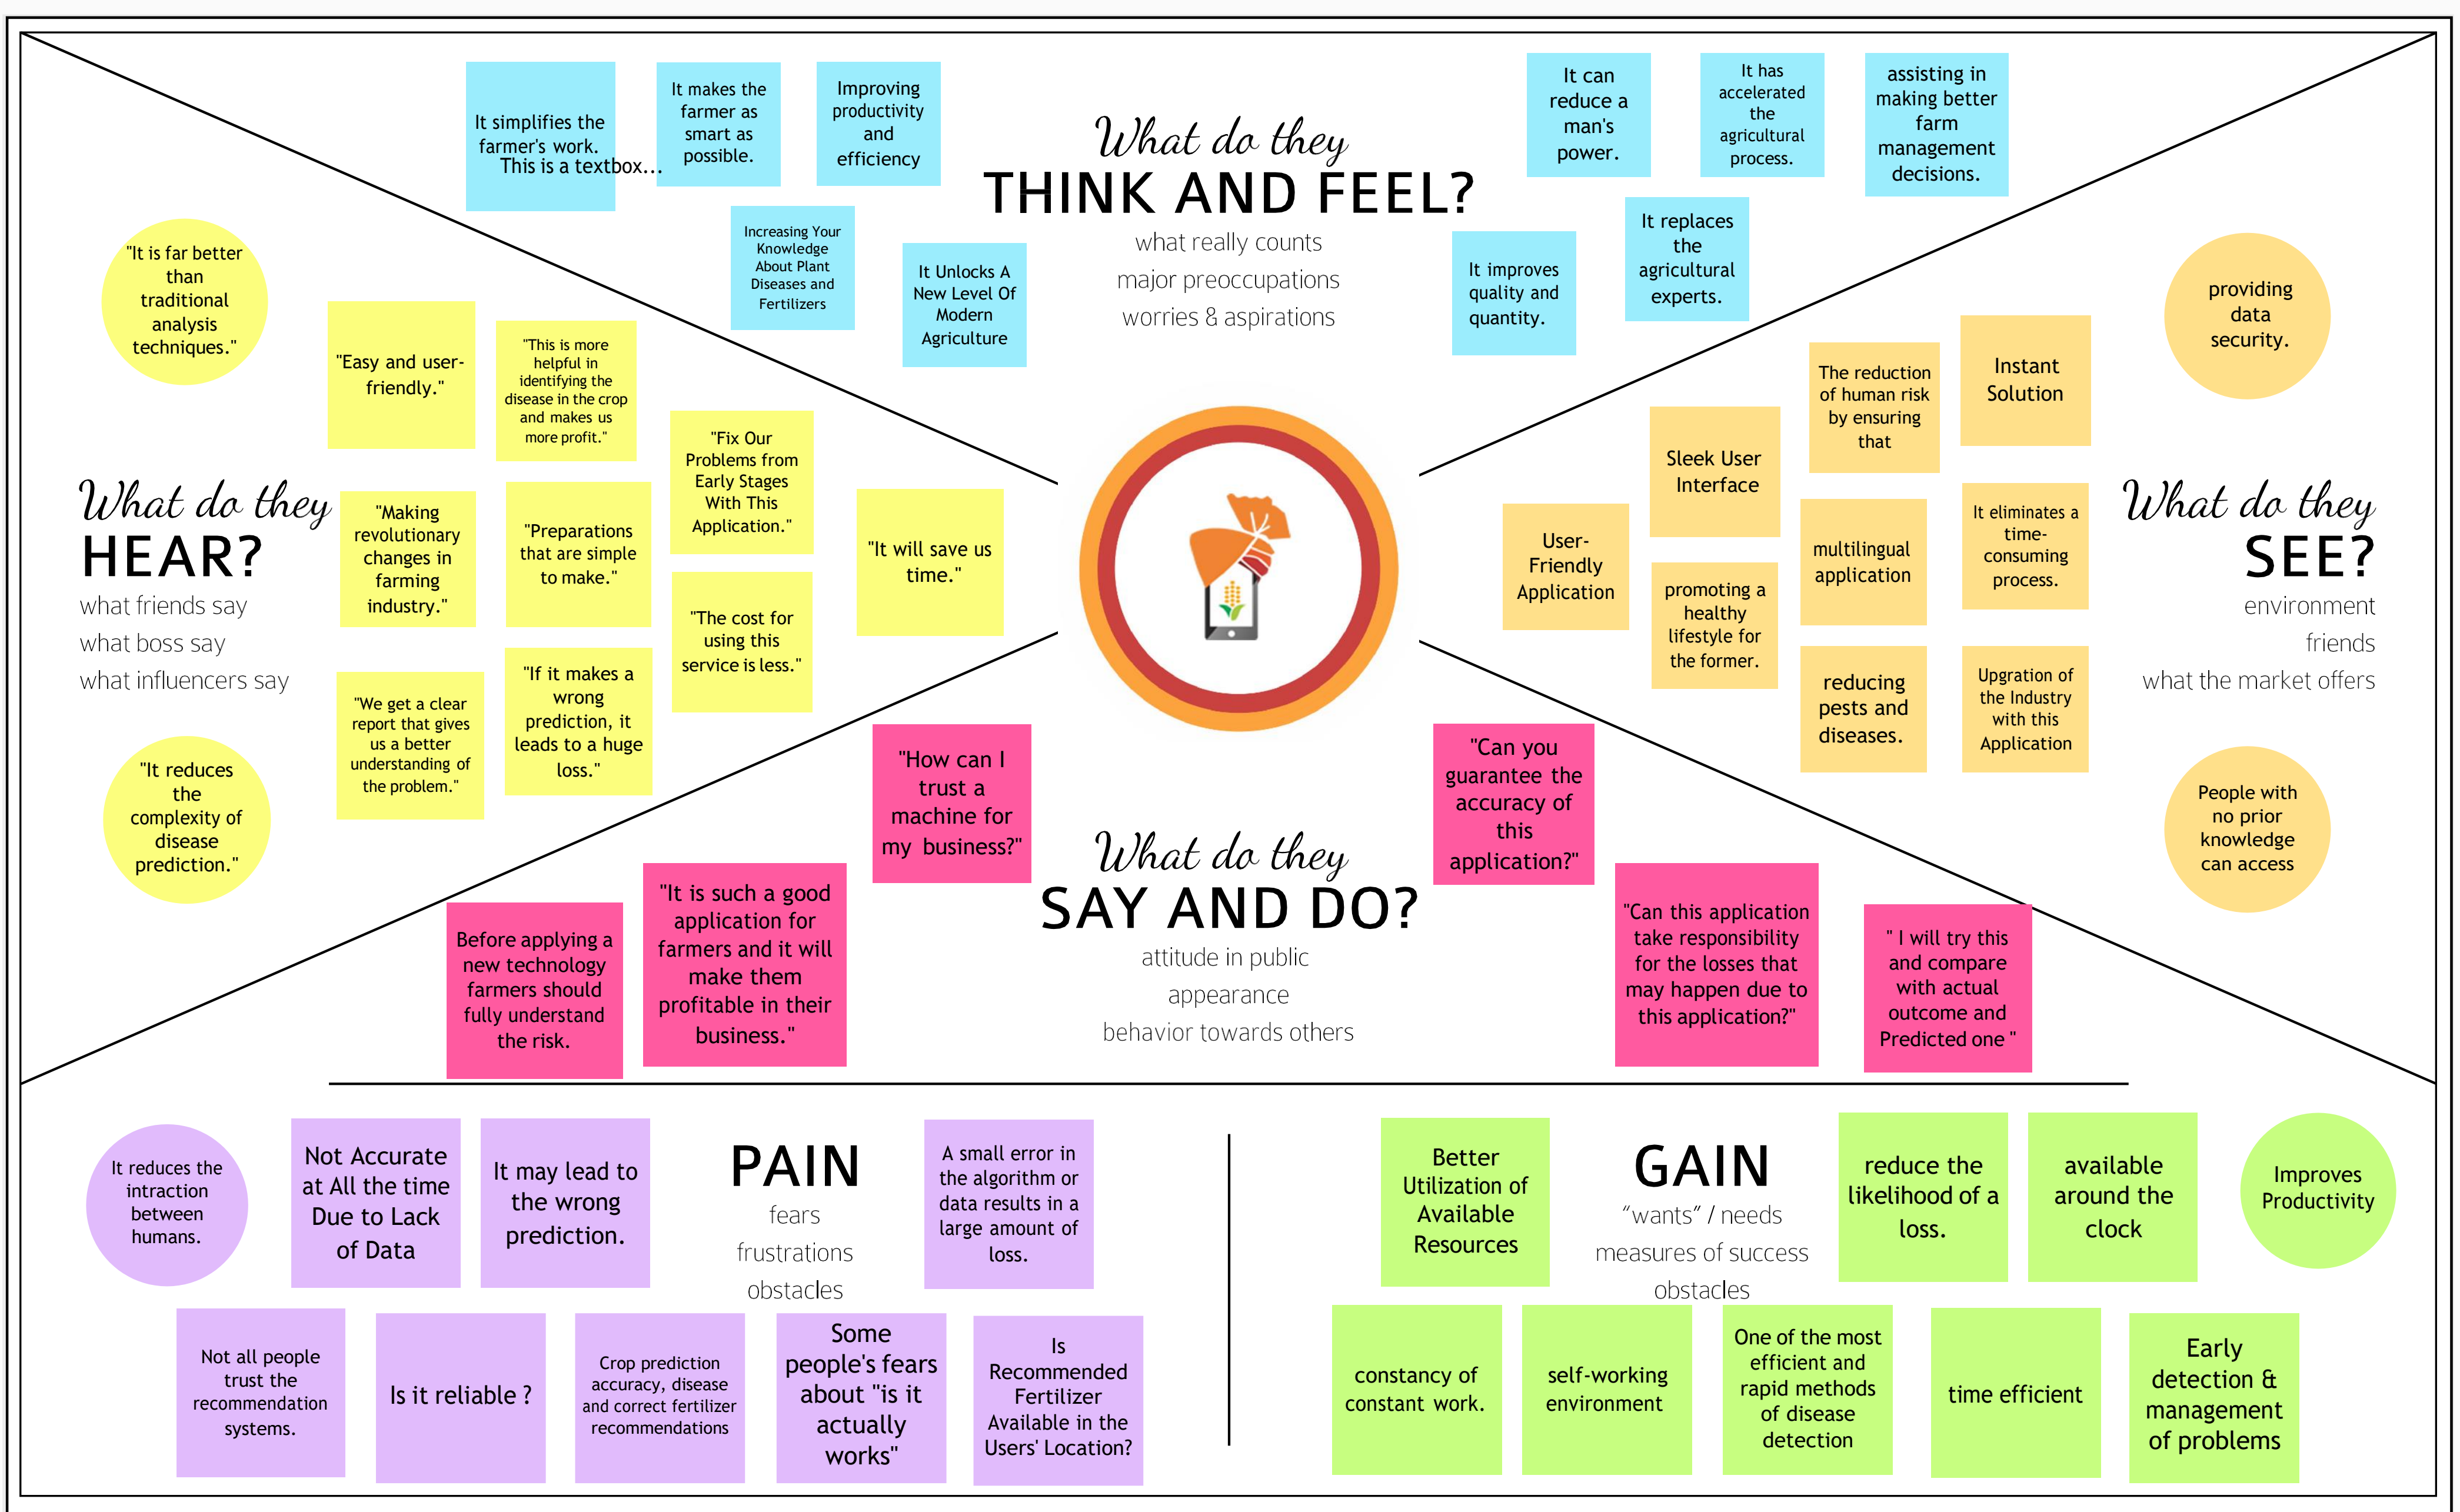 It simplifies the
farmer's work.
This is a textbox...
It makes the
farmer as
smart as
possible.
Improving
productivity
and
efficiency
Increasing Your
Knowledge
About Plant
Diseases and
Fertilizers
It Unlocks A
New Level Of
Modern
Agriculture
What do they
THINK AND FEEL?
what really counts
major preoccupations
worries & aspirations
It can
reduce a
man's
power.
It has
accelerated
the
agricultural
process.
assisting in
making better
farm
management
decisions.
It improves
quality and
quantity.
It replaces
the
agricultural
experts.
"It is far better
than
traditional
analysis
techniques."
"Easy and user-
friendly."
"This is more
helpful in
identifying the
disease in the crop
and makes us
more profit."
"Fix Our
Problems from
Early Stages
With This
Application."
What do they
HEAR?
what friends say
what boss say
what influencers say
"Making
revolutionary
changes in
farming
industry."
"Preparations
that are simple
to make."
"It will save us
time."
"The cost for
using this
service is less."
"We get a clear
report that gives
us a better
understanding of
the problem."
"If it makes a
wrong
prediction, it
leads to a huge
loss."
"It reduces
the
complexity of
disease
prediction."
providing
data
security.
The reduction
of human risk
by ensuring
that
Instant
Solution
Sleek User
Interface
User-
Friendly
Application
multilingual
application
It eliminates a
time-
consuming
process.
promoting a
healthy
lifestyle for
the former.
reducing
pests and
diseases.
Upgration of
the Industry
with this
Application
What do they
SEE?
environment
friends
what the market offers
People with
no prior
knowledge
can access
"How can I
trust a
machine for
my business?"
"It is such a good
application for
farmers and it will
make them
profitable in their
business."
Before applying a
new technology
farmers should
fully understand
the risk.
What do they
SAY AND DO?
attitude in public
appearance
behavior towards others
"Can you
guarantee the
accuracy of
this
application?"
"Can this application
take responsibility
for the losses that
may happen due to
this application?"
" I will try this
and compare
with actual
outcome and
Predicted one "
It reduces the
intraction
between
humans.
Not Accurate
at All the time
Due to Lack
of Data
It may lead to
the wrong
prediction.
PAIN
fears
frustrations
obstacles
A small error in
the algorithm or
data results in a
large amount of
loss.
Not all people
trust the
recommendation
systems.
Is it reliable ?
Crop prediction
accuracy, disease
and correct fertilizer
recommendations
Some
people's fears
about "is it
actually
works"
Is
Recommended
Fertilizer
Available in the
Users' Location?
Better
Utilization of
Available
Resources
GAIN
“wants” / needs
measures of success
obstacles
reduce the
likelihood of a
loss.
available
around the
clock
Improves
Productivity
constancy of
constant work.
self-working
environment
One of the most
efficient and
rapid methods
of disease
detection
time efficient
Early
detection &
management
of problems